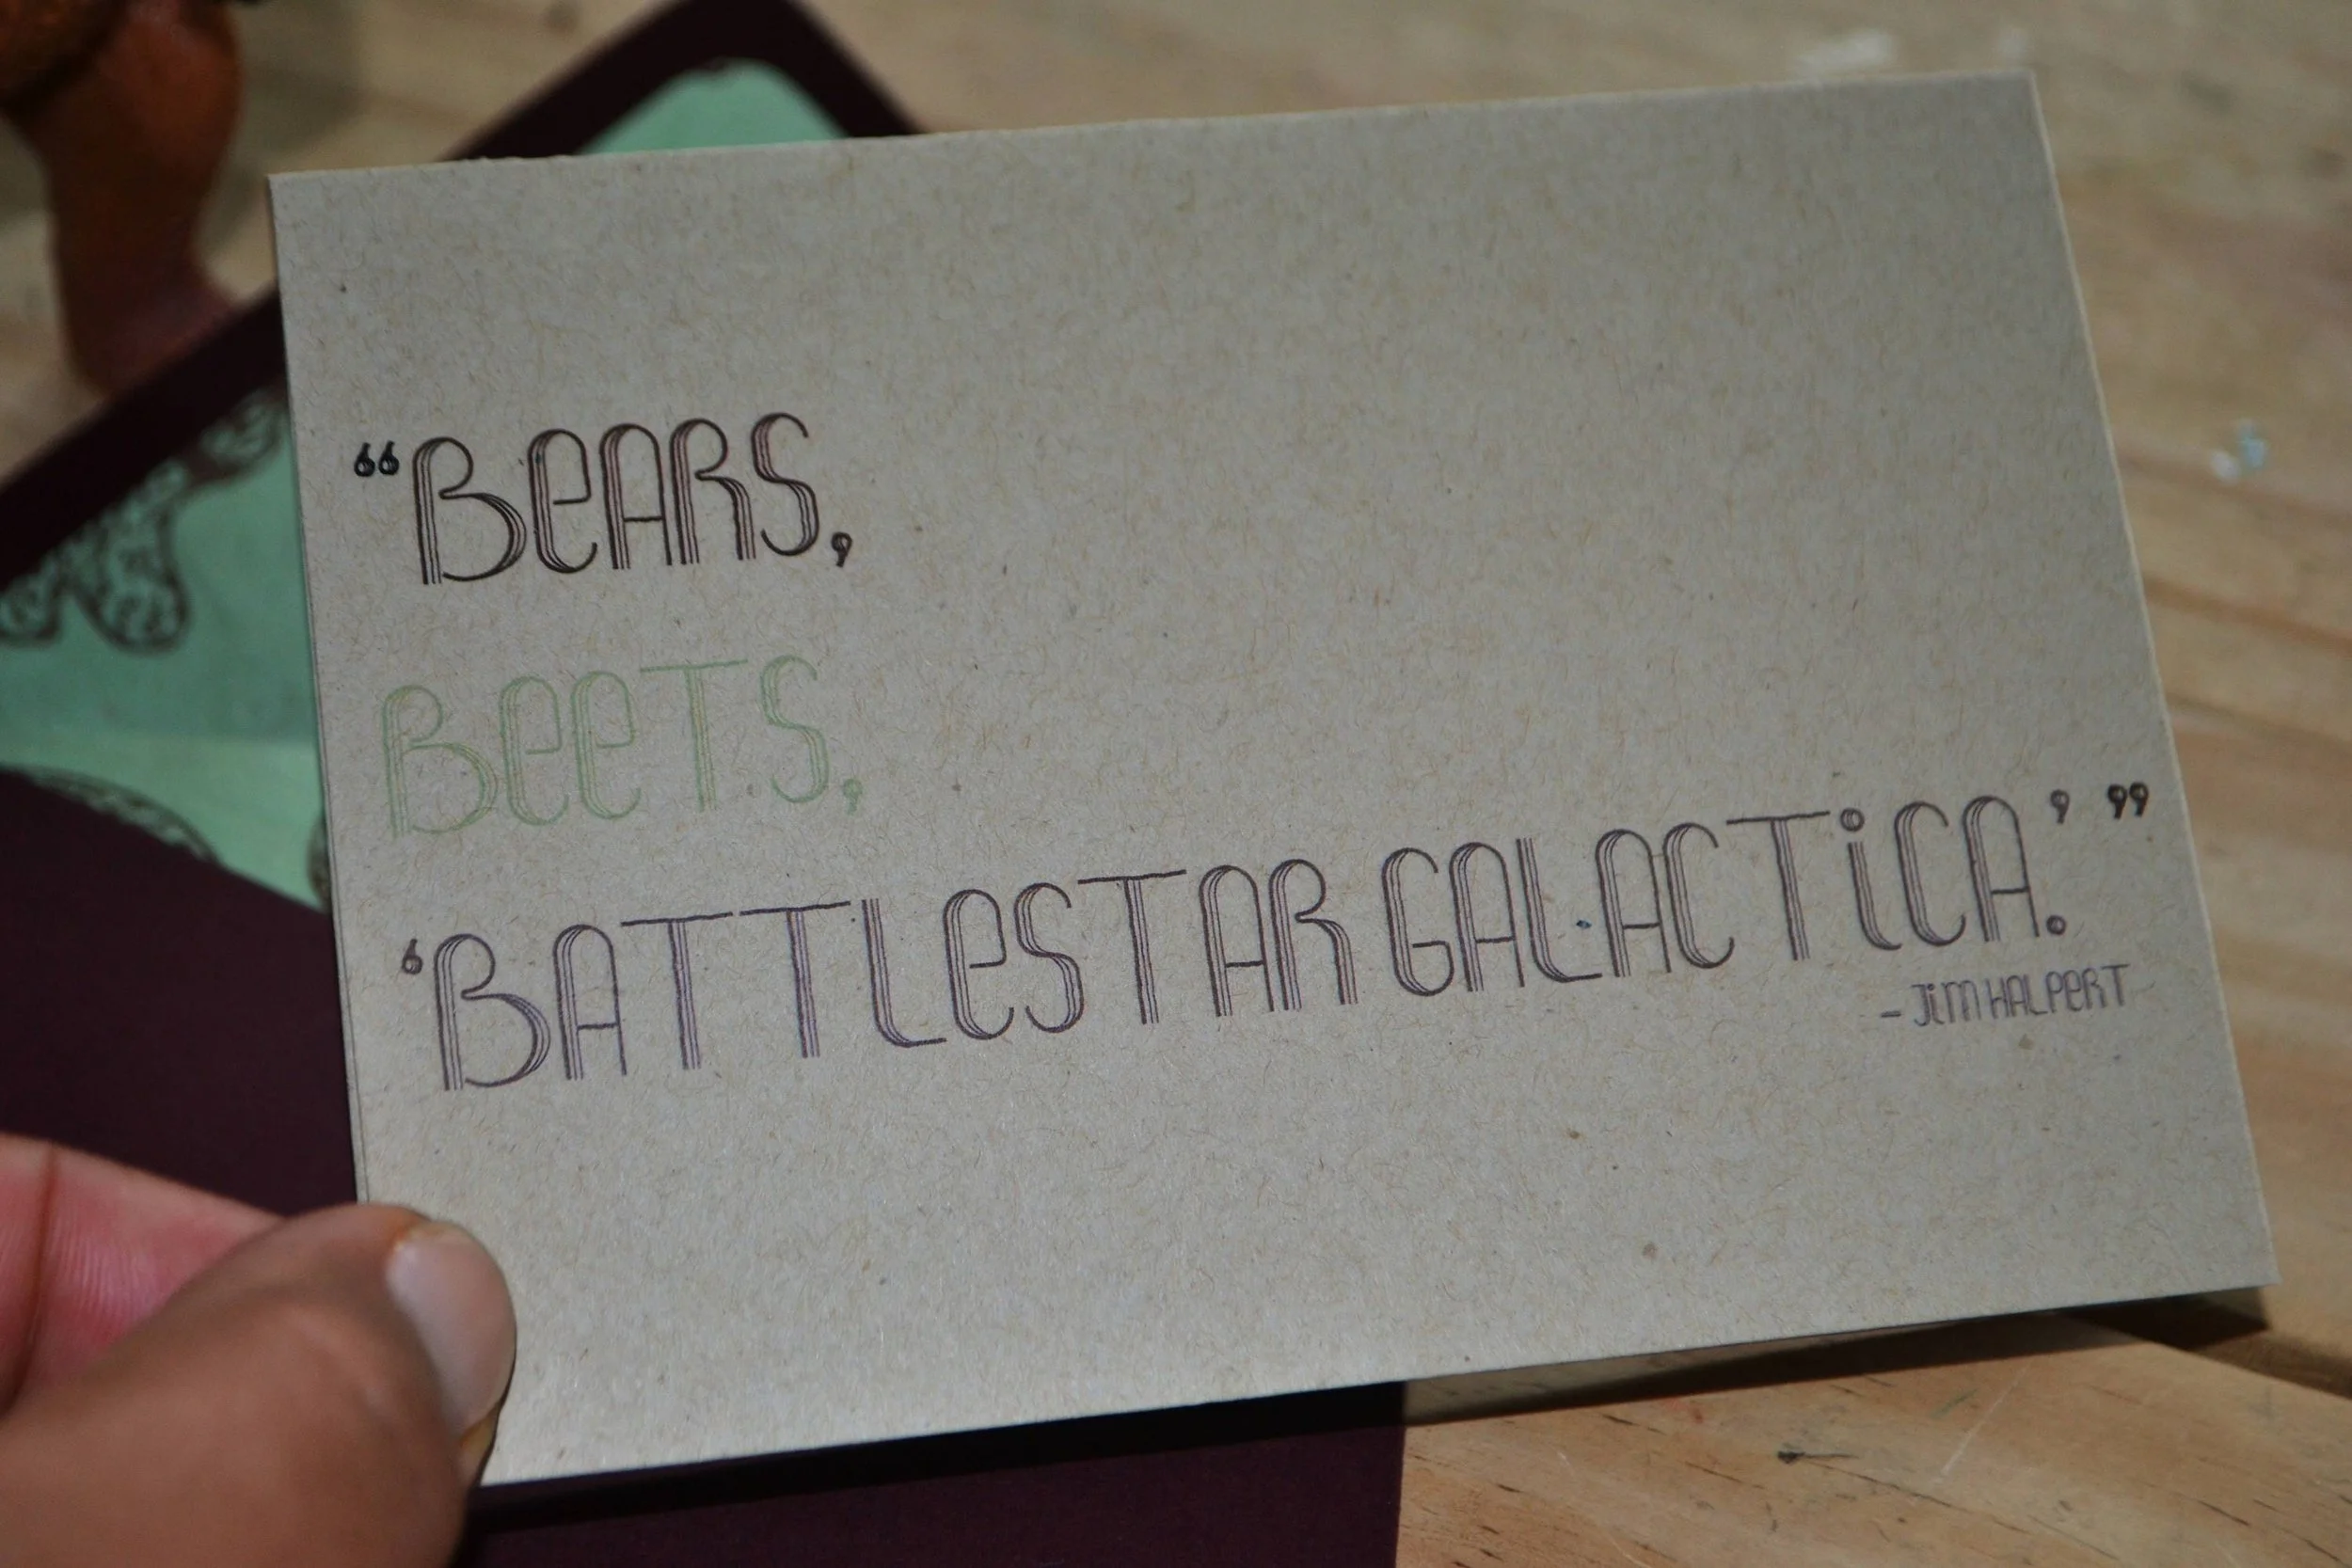 “BeARS,
BeeTS,
‘BATTLeSTAR GALACTiCA.’”
- JiM HALPeRT